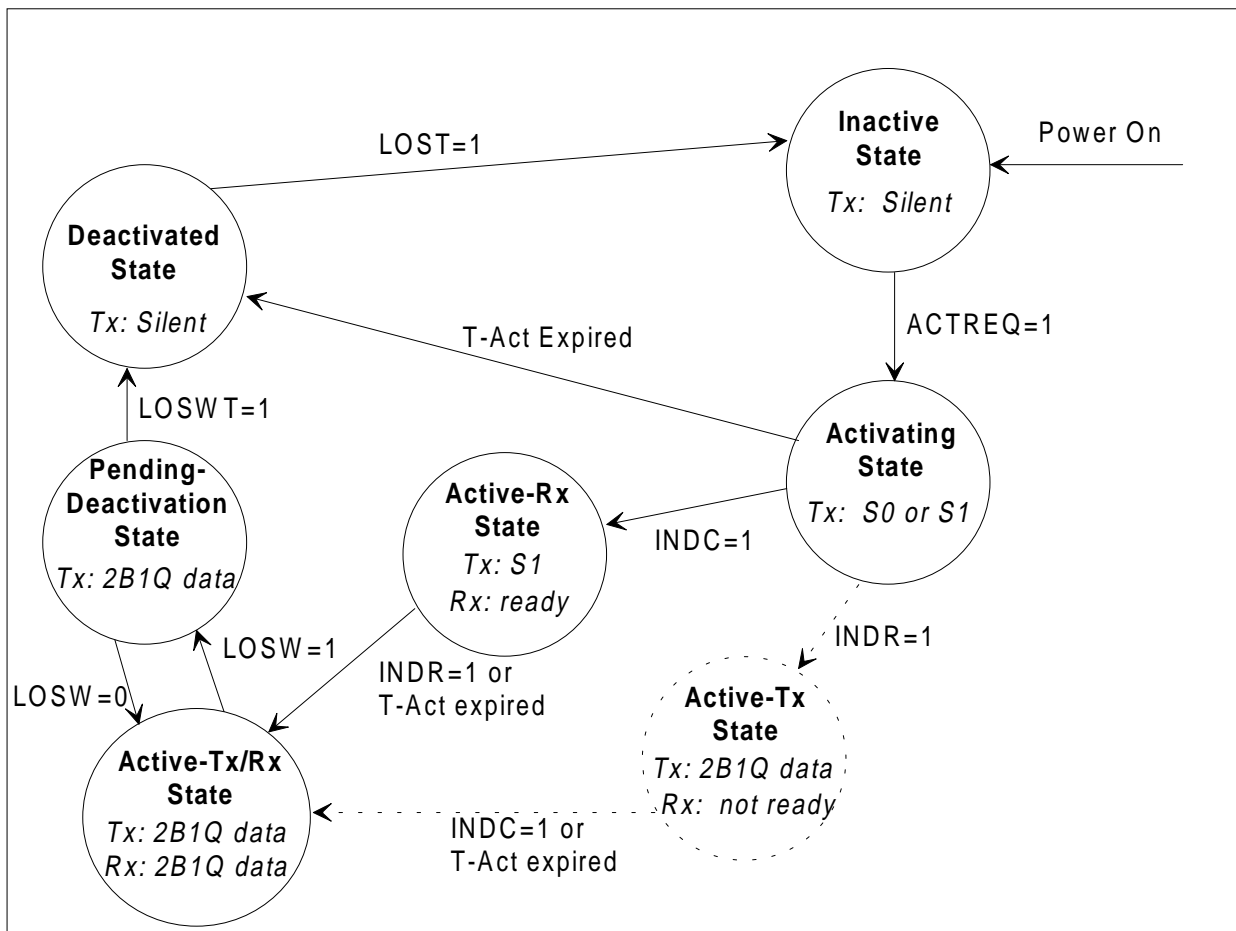 Inactive
State
Tx: Silent
Power On
LOST=1
Deactivated
State
Tx: Silent
ACTREQ=1
T-Act Expired
LOSWT=1
Activating
State
Tx: S0 or S1
Pending-
Deactivation
State
Tx: 2B1Q data
Active-Rx
State
Tx: S1
Rx: ready
INDC=1
INDR=1
LOSW=1
LOSW=0
INDR=1 or
T-Act expired
Active-Tx
State
Tx: 2B1Q data
Rx: not ready
Active-Tx/Rx
State
Tx: 2B1Q data
Rx: 2B1Q data
INDC=1 or
T-Act expired